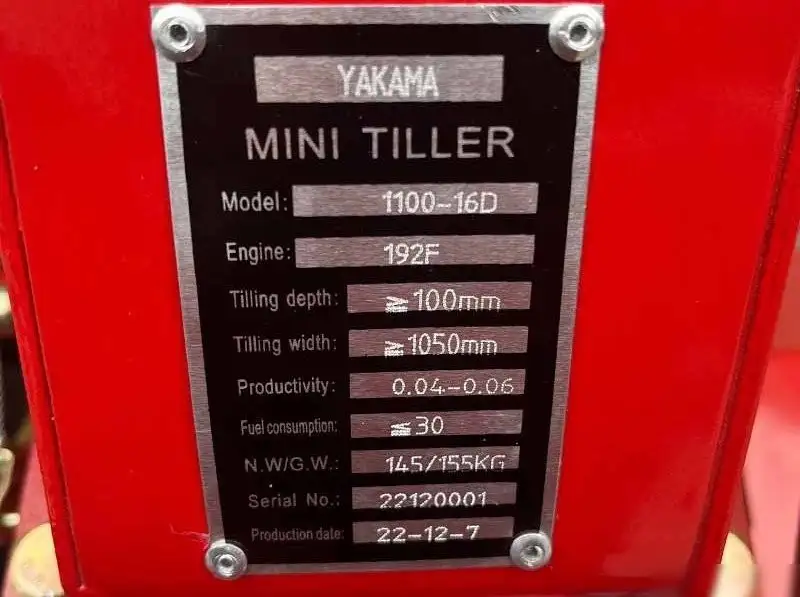 YAKAMA
MINI TILLER
Model: 1100-16D
Engine: 192F
Tilling depth: ≧100mm
Tilling width: ≧1050mm
Productivity: 0.04-0.06
Fuel consumption: ≦30
N.W/G.W.: 145/155KG
Serial No.: 22120001
Production date: 22-12-7